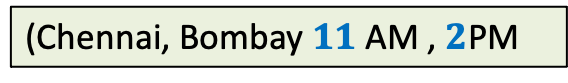 (Chennai, Bombay 11 AM , 2PM